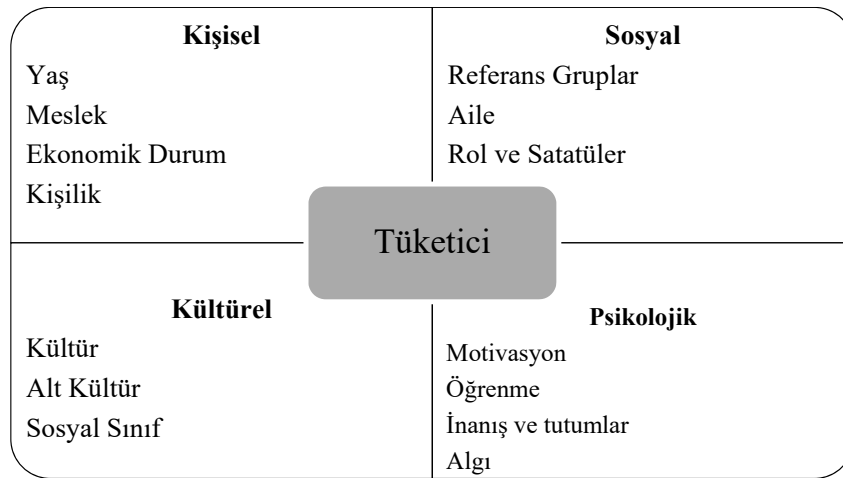 Kişisel
Yaş
Meslek
Ekonomik Durum
Kişilik
Sosyal
Referans Gruplar
Aile
Rol ve Satatüler
Tüketici
Kültürel
Kültür
Alt Kültür
Sosyal Sınıf
Psikolojik
Motivasyon
Öğrenme
İnanış ve tutumlar
Algı